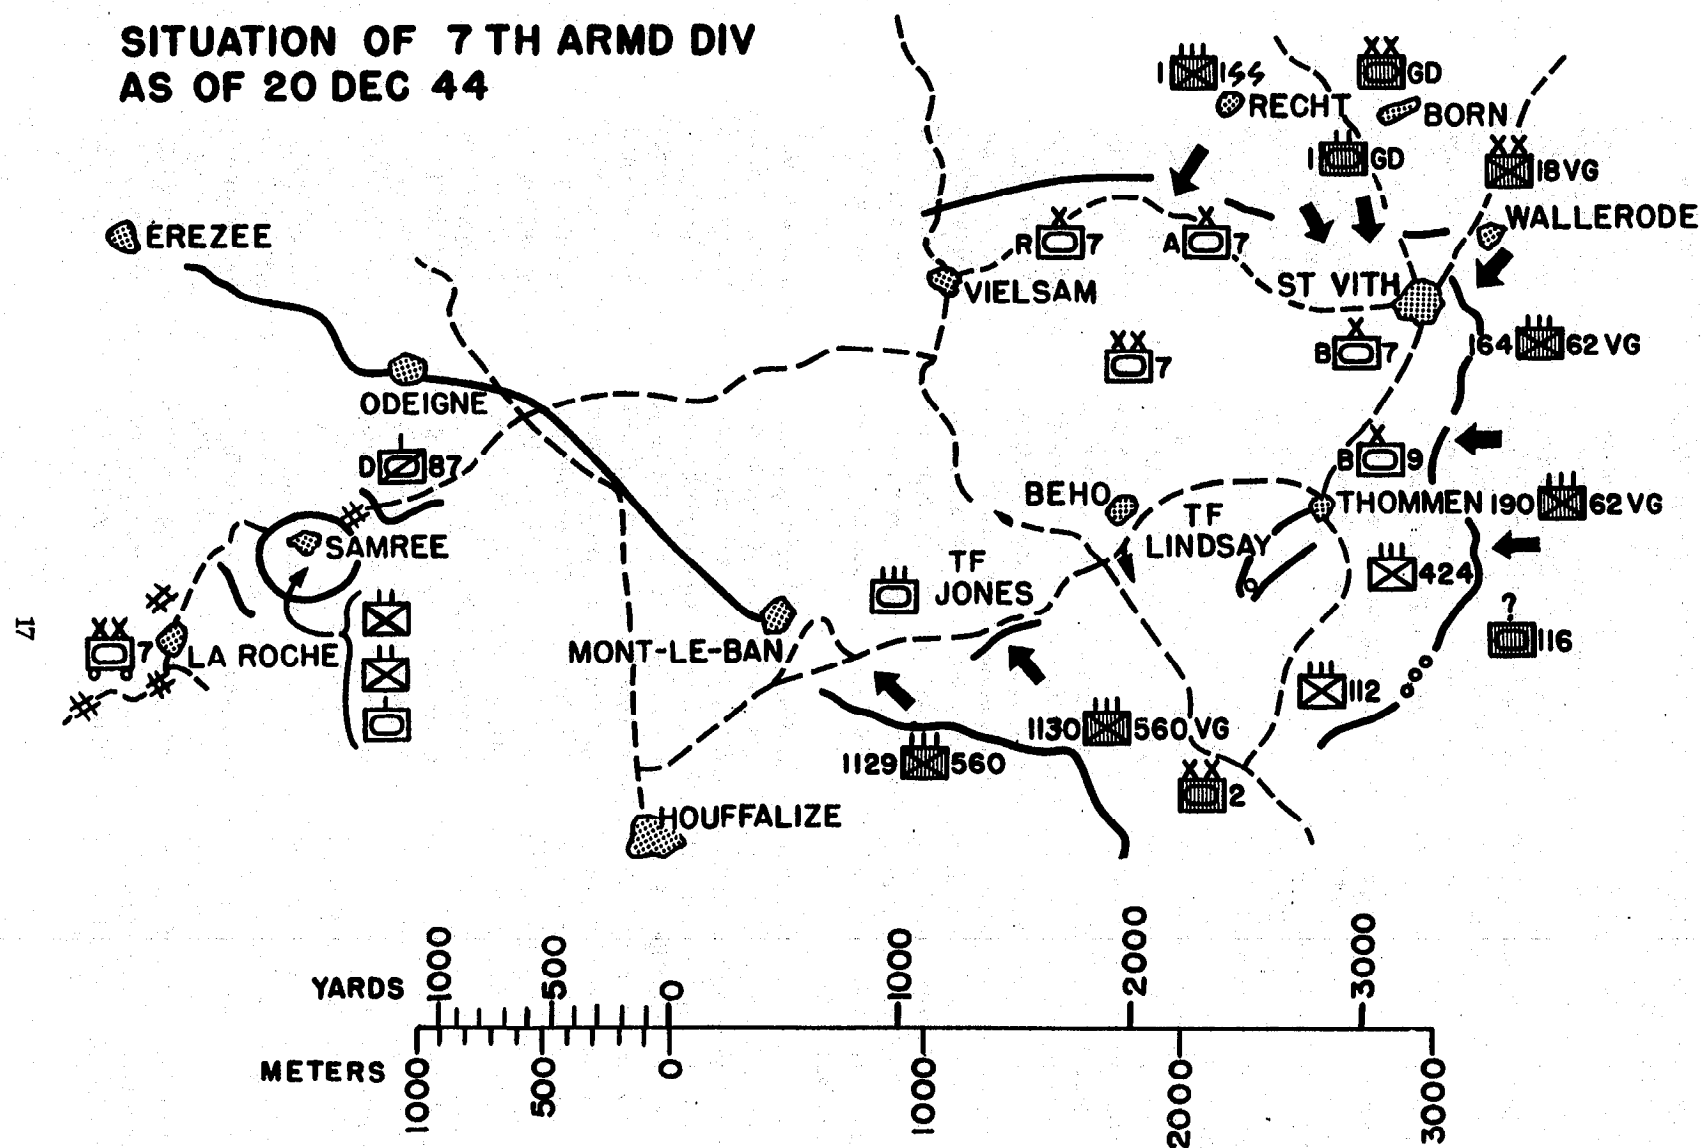 SITUATION OF 7 TH ARMD DIV
AS OF 20 DEC 44
XX
GD
I
ISS
RECHT
BORN
I
GD
XX
18 VG
WALLERODE
EREZEE
X
R 7
X
A 7
VIELSAM
ST VITH
XX
7
X
B 7
164 62 VG
ODEIGNE
D 87
X
B 9
BEHO
THOMMEN
190 62 VG
TF
LINDSAY
SAMREE
TF
JONES
424
?
116
XX
7
LA ROCHE
MONT-LE-BAN
112
1130 560 VG
1129 560
XX
2
HOUFFALIZE
17
YARDS 1000 500 0 1000 2000 3000
METERS 1000 500 0 1000 2000 3000